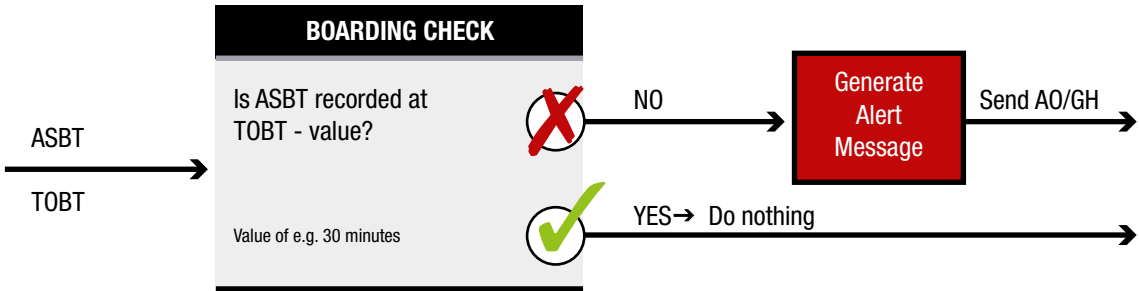 BOARDING CHECK
ASBT
TOBT
Is ASBT recorded at
TOBT - value?
Value of e.g. 30 minutes
NO
Generate
Alert
Message
Send AO/GH
YES→ Do nothing